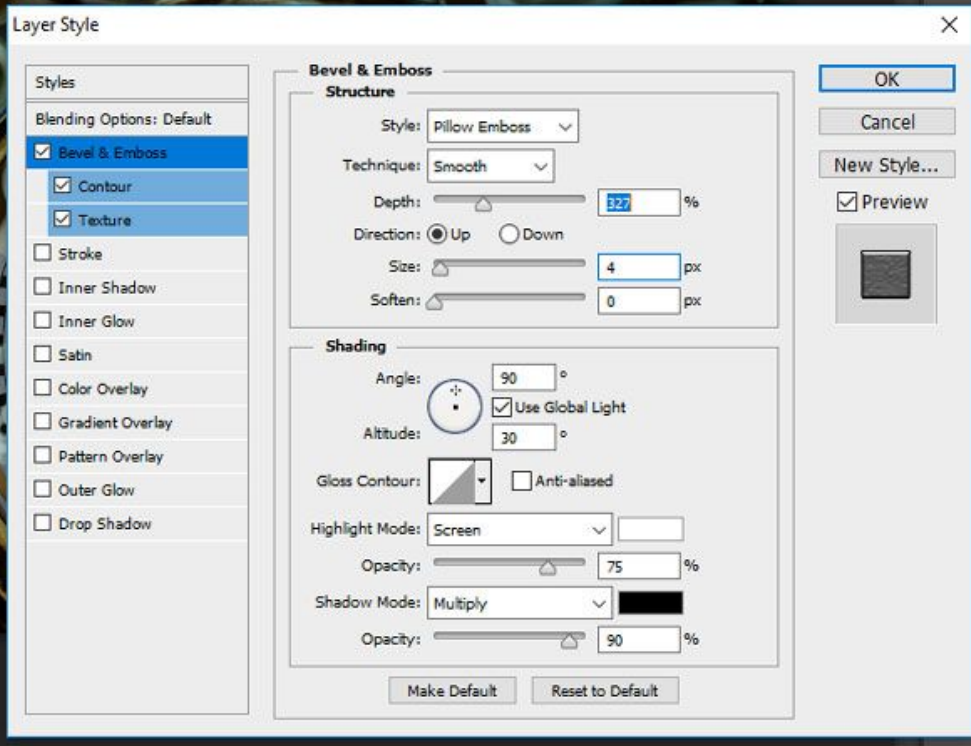 Layer Style
Styles
Blending Options: Default
Bevel & Emboss
Contour
Texture
Stroke
Inner Shadow
Inner Glow
Satin
Color Overlay
Gradient Overlay
Pattern Overlay
Outer Glow
Drop Shadow
Bevel & Emboss
Structure
Style: Pillow Emboss
Technique: Smooth
Depth: 327 %
Direction: Up Down
Size: 4 px
Soften: 0 px
Shading
Angle: 90 °
Use Global Light
Altitude: 30 °
Gloss Contour: Anti-aliased
Highlight Mode: Screen
Opacity: 75 %
Shadow Mode: Multiply
Opacity: 90 %
Make Default Reset to Default
OK
Cancel
New Style...
Preview